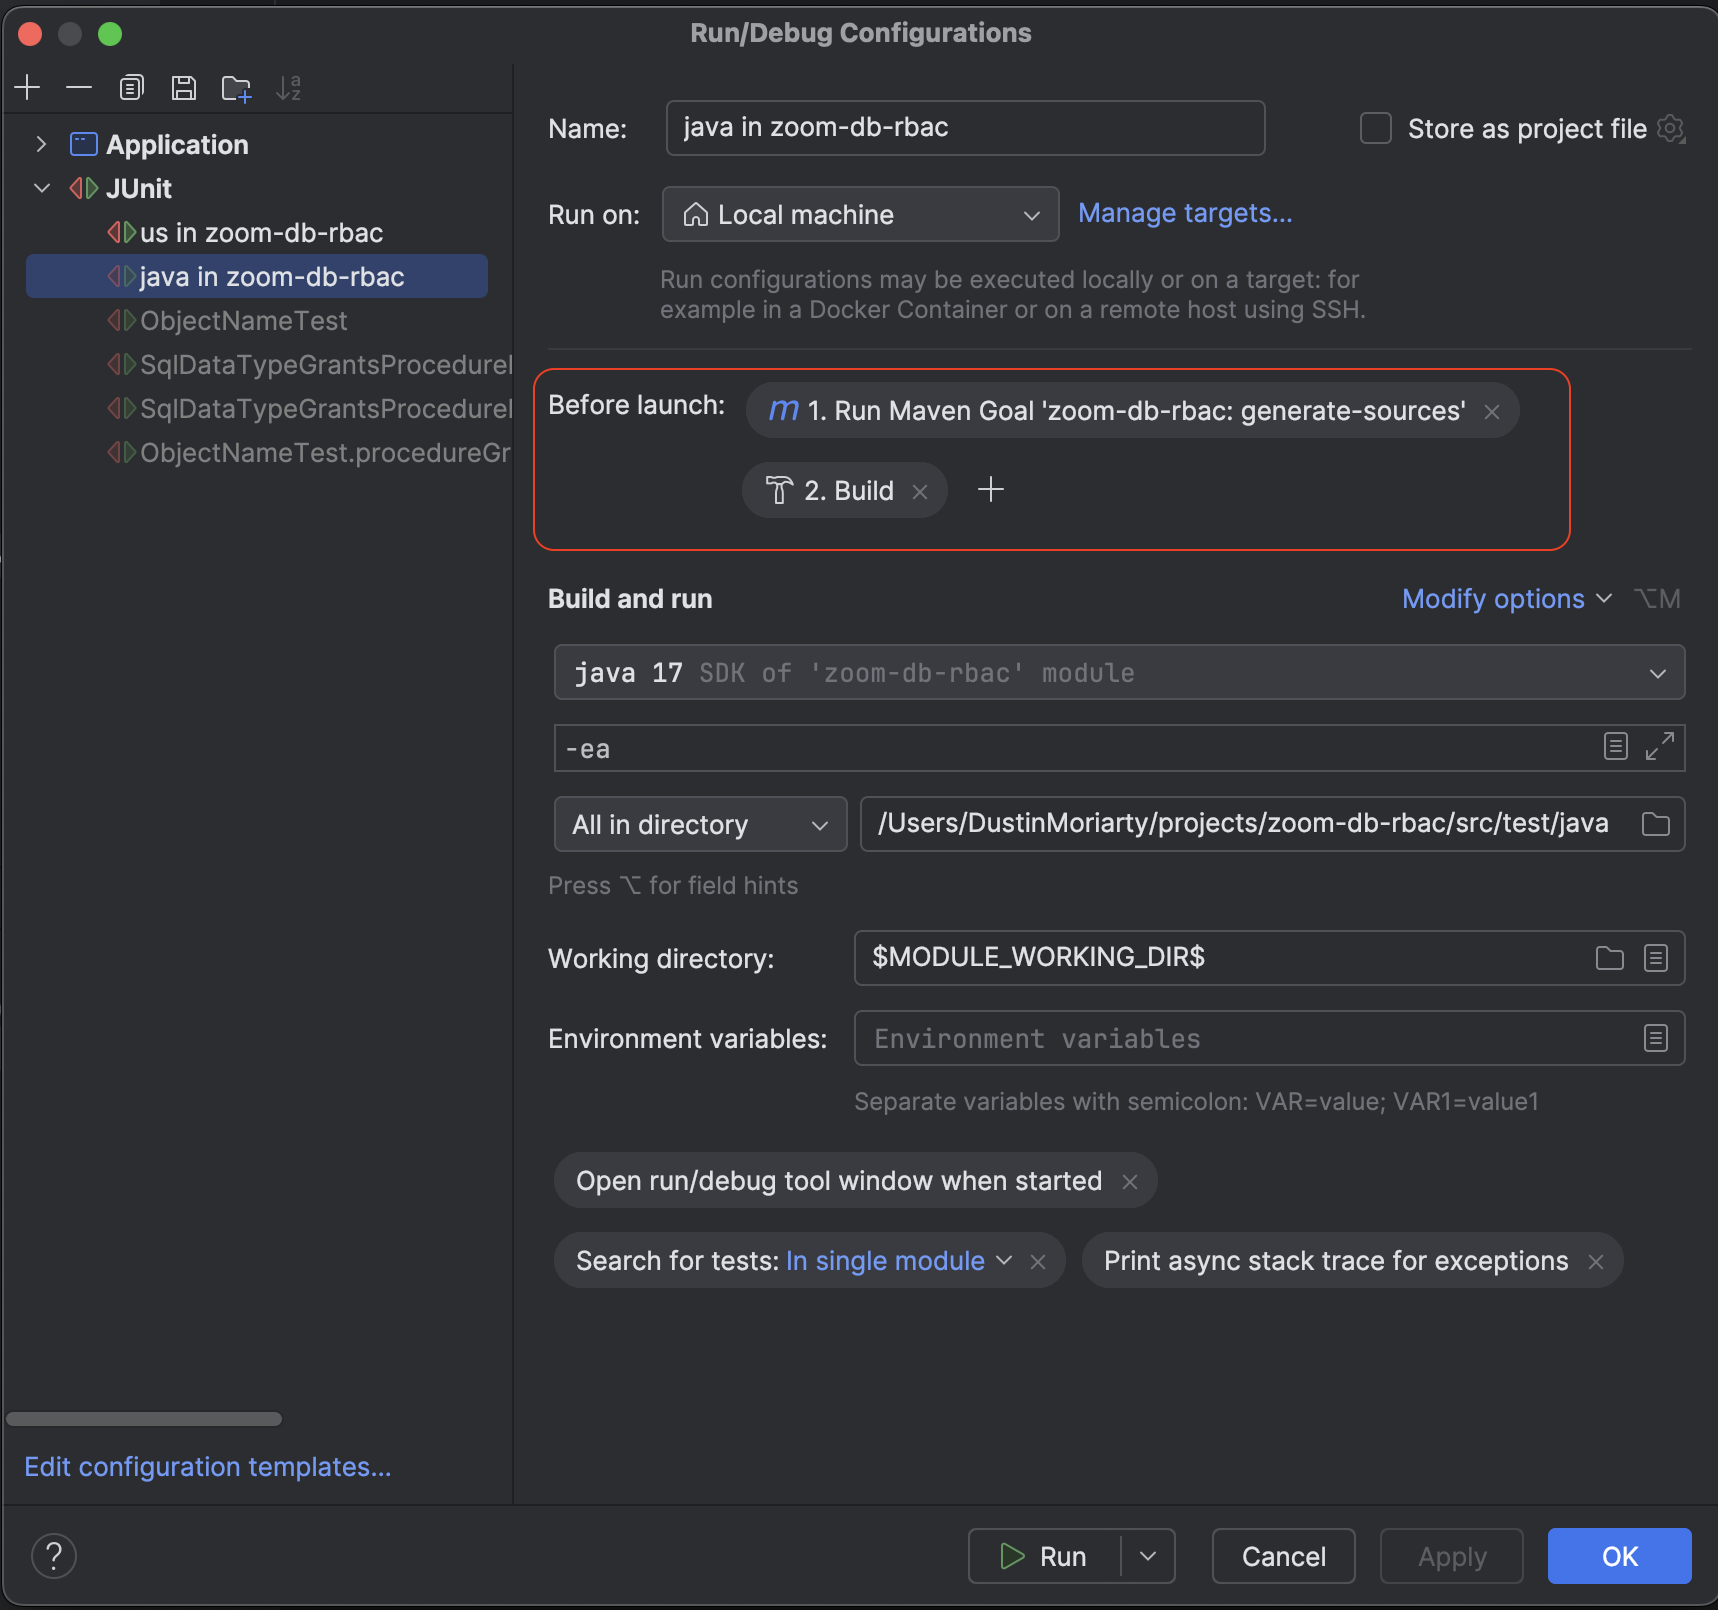 Run/Debug Configurations
Application
JUnit
us in zoom-db-rbac
java in zoom-db-rbac
ObjectNameTest
SqlDataTypeGrantsProcedure
SqlDataTypeGrantsProcedure
ObjectNameTest.procedureGr
Edit configuration templates...
Name: java in zoom-db-rbac
Store as project file
Run on: Local machine Manage targets...
Run configurations may be executed locally or on a target: for
example in a Docker Container or on a remote host using SSH.
Before launch: m 1. Run Maven Goal 'zoom-db-rbac: generate-sources'
2. Build
Build and run Modify options ⌥M
java 17 SDK of 'zoom-db-rbac' module
-ea
All in directory /Users/DustinMoriarty/projects/zoom-db-rbac/src/test/java
Press ⌥ for field hints
Working directory: $MODULE_WORKING_DIR$
Environment variables: Environment variables
Separate variables with semicolon: VAR=value; VAR1=value1
Open run/debug tool window when started
Search for tests: In single module Print async stack trace for exceptions
? Run Cancel Apply OK